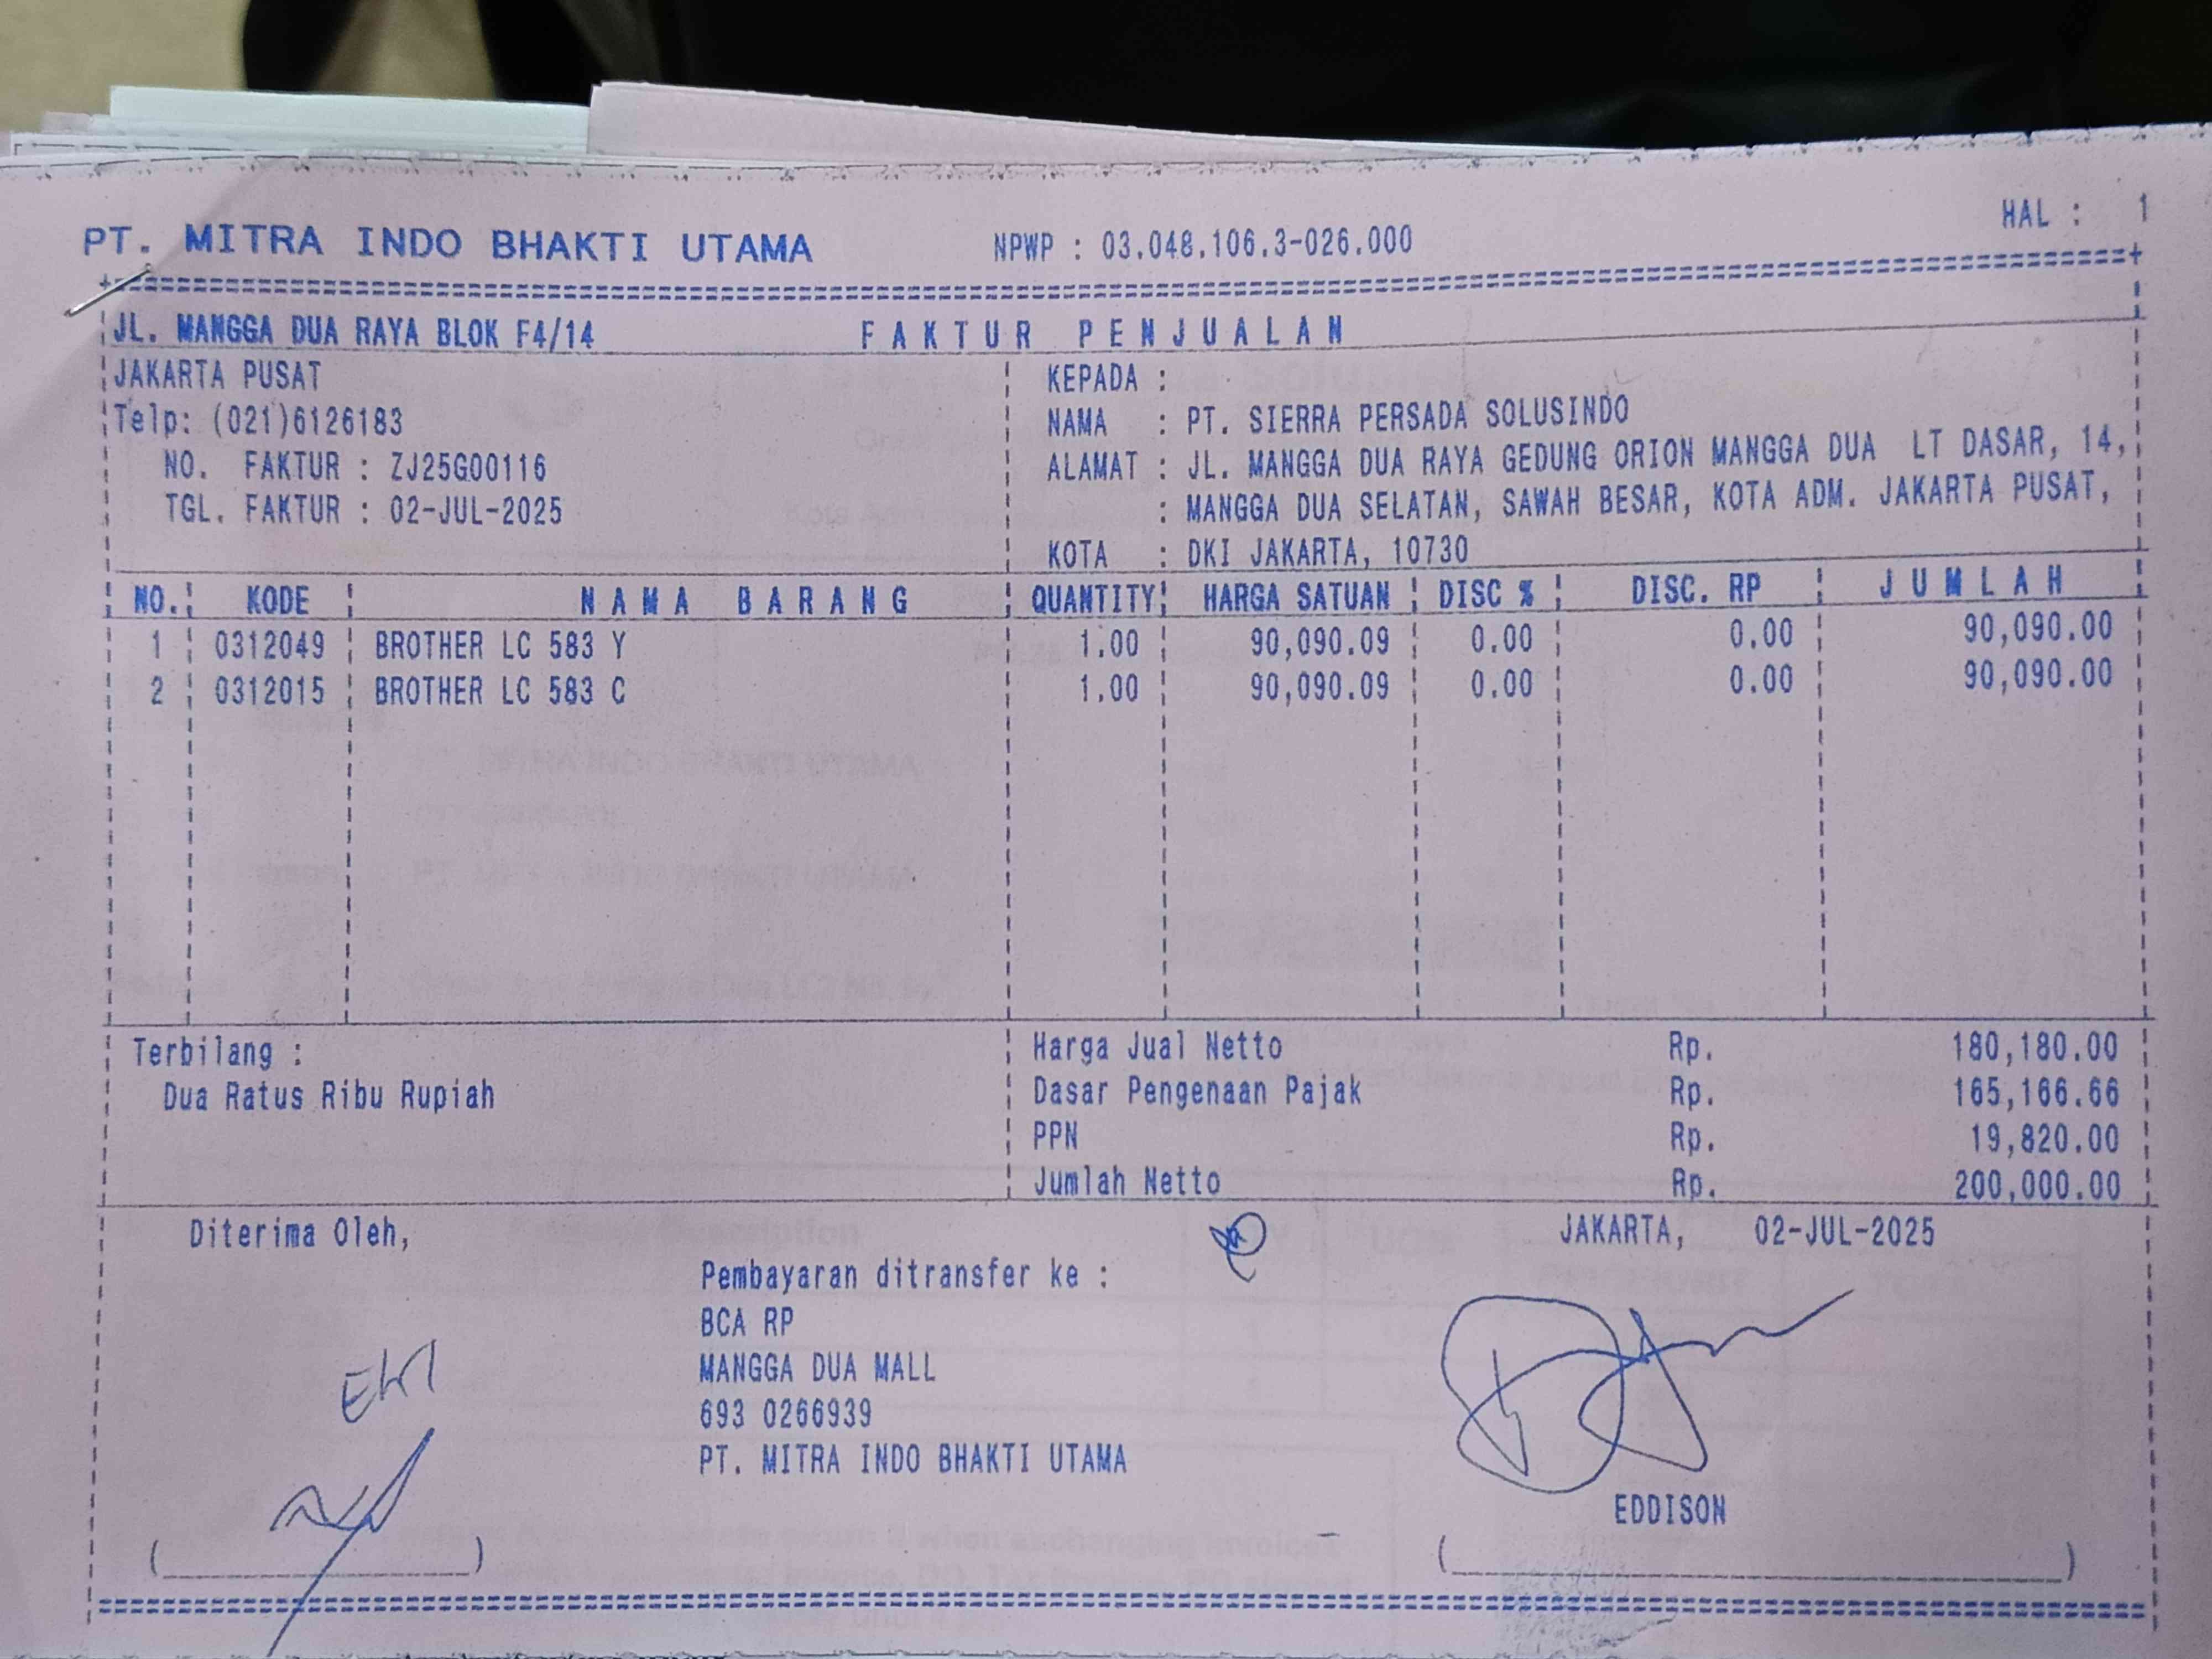 HAL : 1
PT. MITRA INDO BHAKTI UTAMA NPWP : 03.048.106.3-026.000
JL. MANGGA DUA RAYA BLOK F4/14 FAKTUR PENJUALAN
JAKARTA PUSAT KEPADA :
Telp: (021)6126183 NAMA : PT. SIERRA PERSADA SOLUSINDO
NO. FAKTUR : ZJ25G00116 ALAMAT : JL. MANGGA DUA RAYA GEDUNG ORION MANGGA DUA LT DASAR, 14,
TGL. FAKTUR : 02-JUL-2025 : MANGGA DUA SELATAN, SAWAH BESAR, KOTA ADM. JAKARTA PUSAT,
KOTA : DKI JAKARTA, 10730
NO. KODE NAMA BARANG QUANTITY HARGA SATUAN DISC % DISC. RP JUMLAH
1 0312049 BROTHER LC 583 Y 1.00 90,090.09 0.00 0.00 90,090.00
2 0312015 BROTHER LC 583 C 1.00 90,090.09 0.00 0.00 90,090.00
Terbilang : Harga Jual Netto Rp. 180,180.00
Dua Ratus Ribu Rupiah Dasar Pengenaan Pajak Rp. 165,166.66
PPN Rp. 19,820.00
Jumlah Netto Rp. 200,000.00
Diterima Oleh, JAKARTA, 02-JUL-2025
Pembayaran ditransfer ke :
BCA RP
MANGGA DUA MALL
693 0266939
PT. MITRA INDO BHAKTI UTAMA
EDDISON